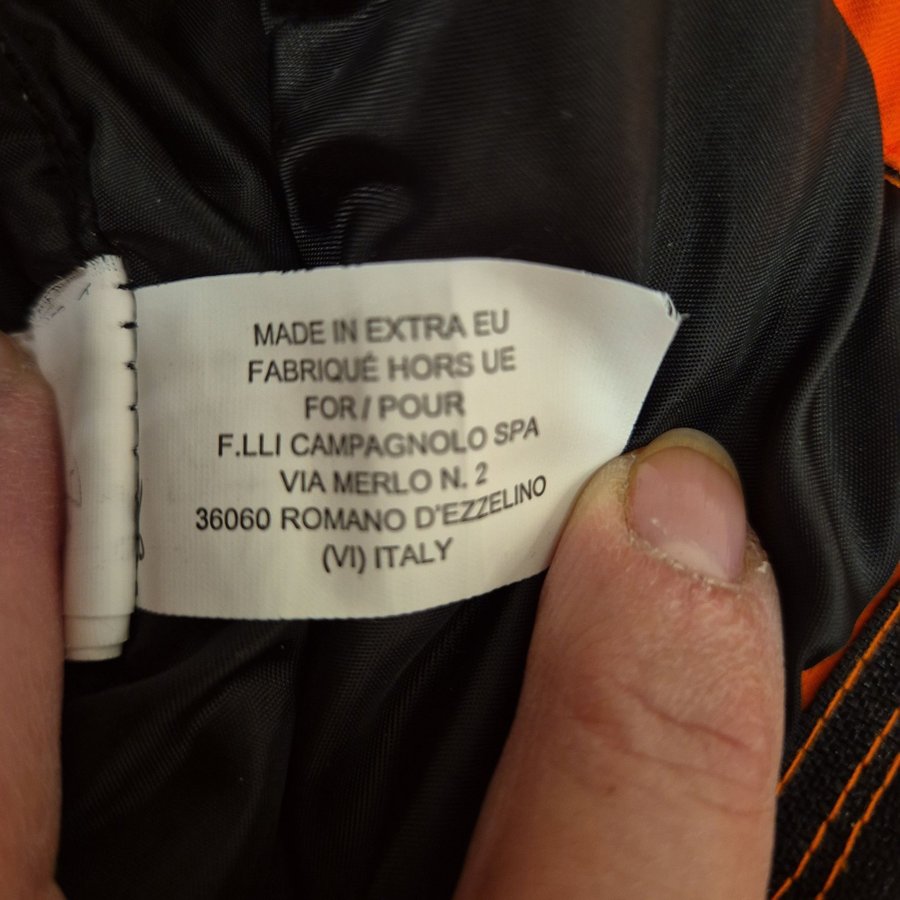 MADE IN EXTRA EU
FABRIQUÉ HORS UE
FOR / POUR
F.LLI CAMPAGNOLO SPA
VIA MERLO N. 2
36060 ROMANO D'EZZELINO
(VI) ITALY